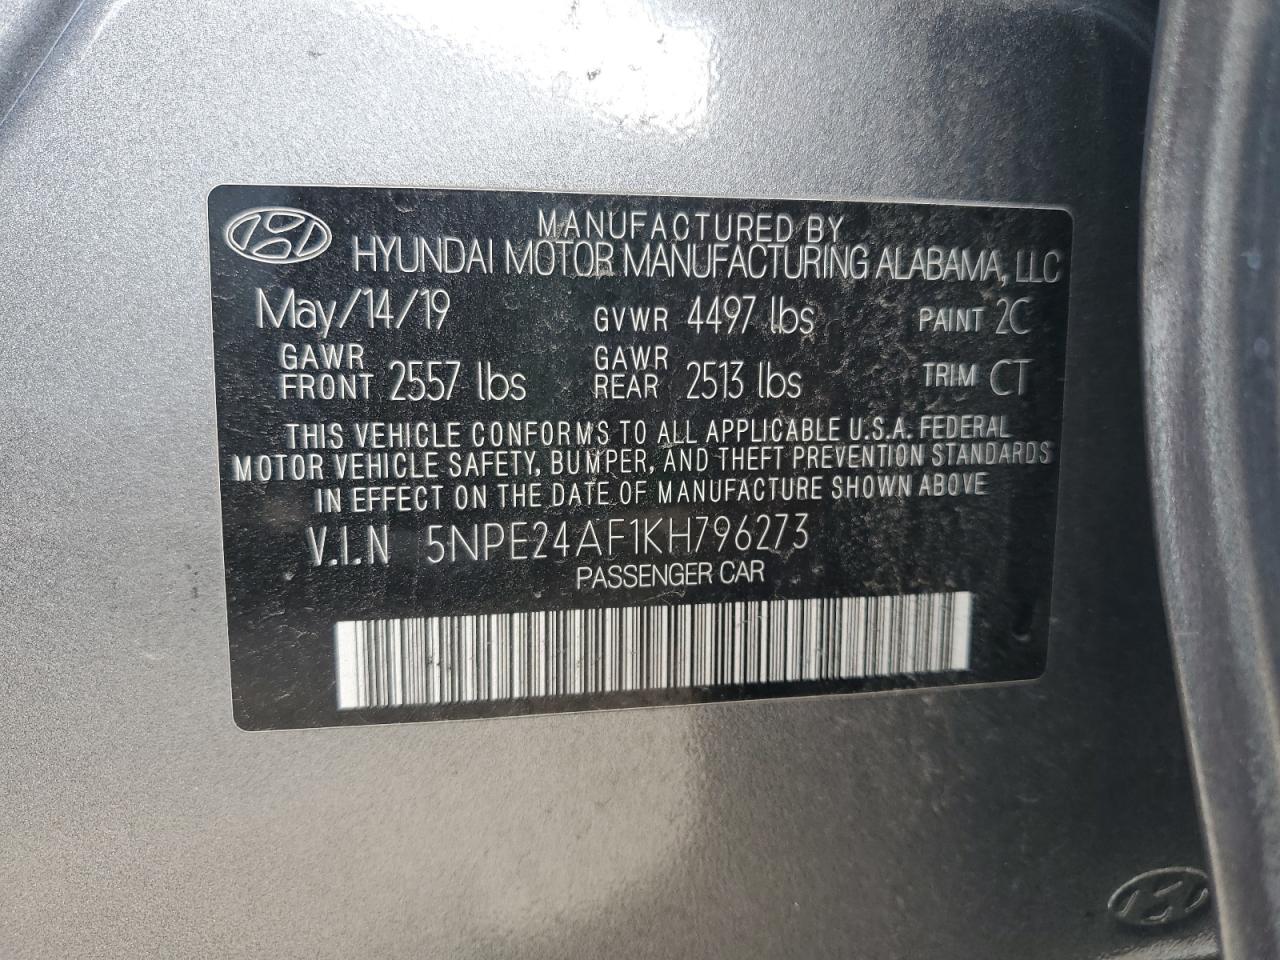 MANUFACTURED BY
HYUNDAI MOTOR MANUFACTURING ALABAMA, LLC
May/14/19 GVWR 4497 lbs PAINT 2C
GAWR FRONT 2557 lbs GAWR REAR 2513 lbs TRIM CT
THIS VEHICLE CONFORMS TO ALL APPLICABLE U.S.A. FEDERAL
MOTOR VEHICLE SAFETY, BUMPER, AND THEFT PREVENTION STANDARDS
IN EFFECT ON THE DATE OF MANUFACTURE SHOWN ABOVE
V.I.N 5NPE24AF1KH796273
PASSENGER CAR